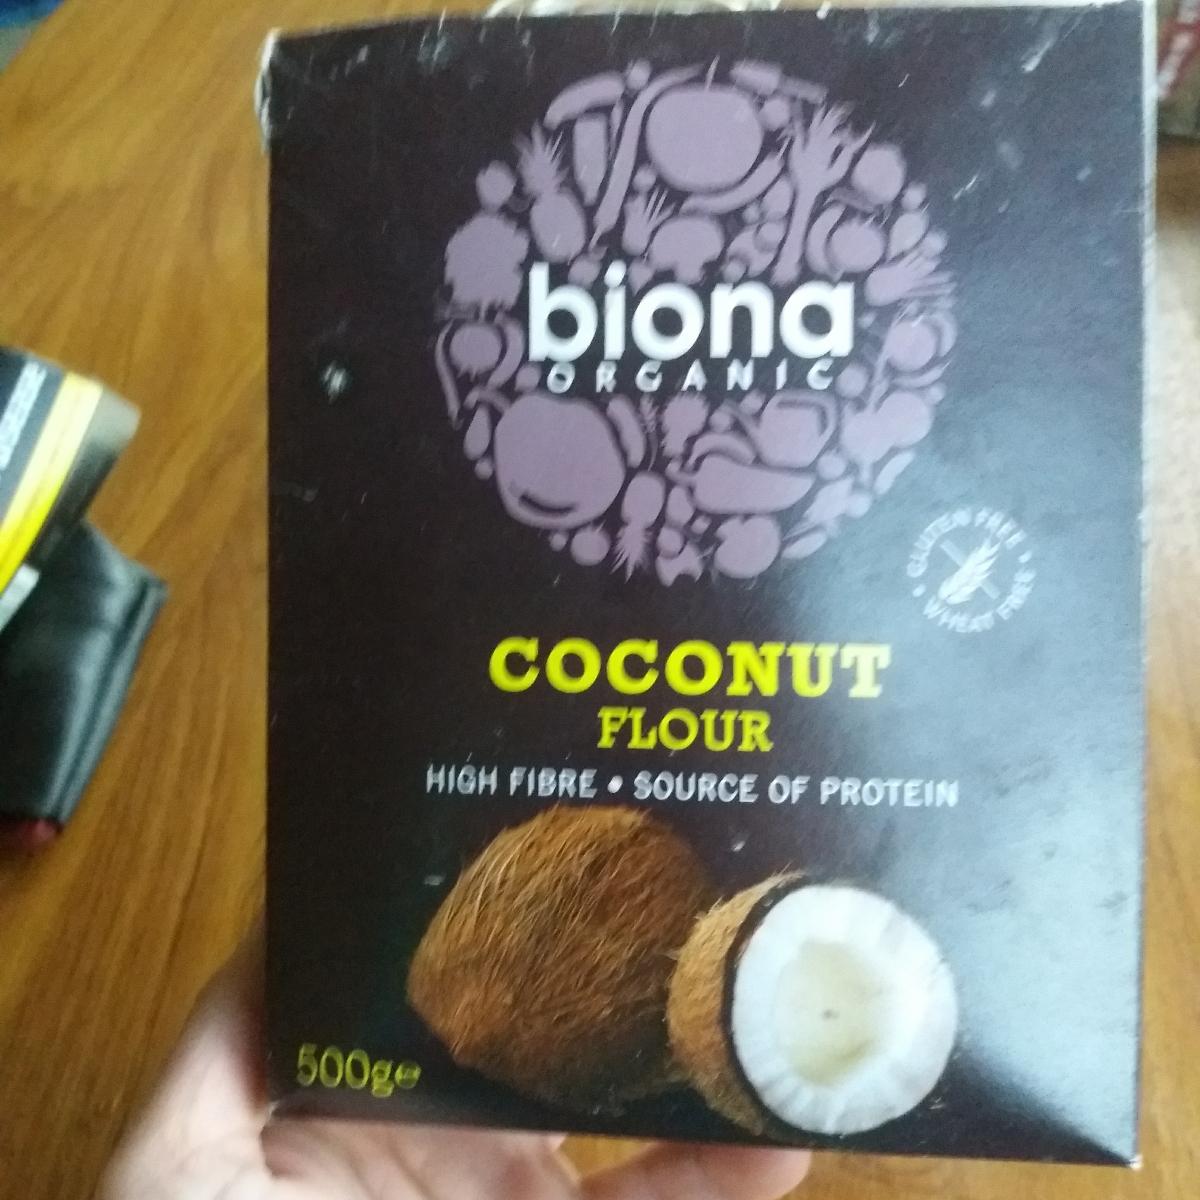 biona
ORGANIC
GLUTEN FREE • WHEAT FREE •
COCONUT
FLOUR
HIGH FIBRE • SOURCE OF PROTEIN
500g℮